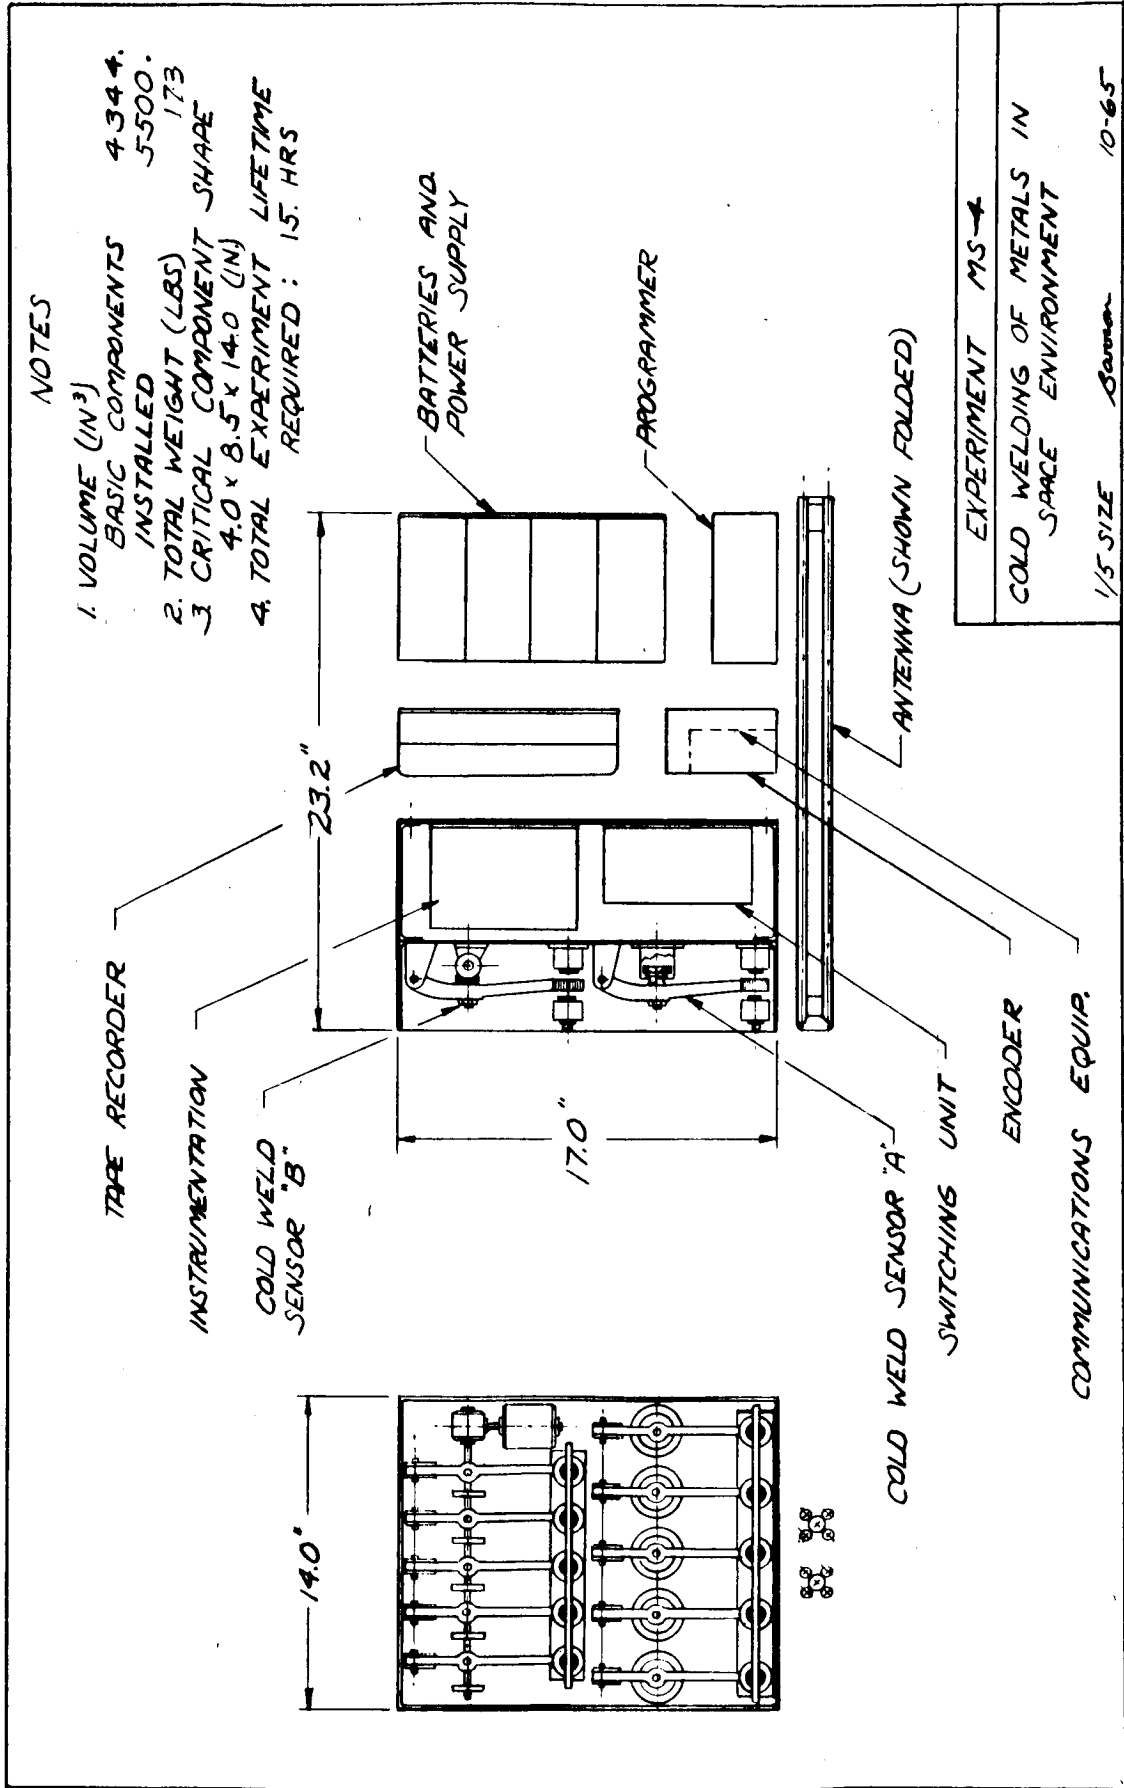 NOTES
1. VOLUME (IN³)
BASIC COMPONENTS 4344.
INSTALLED 5500.
2. TOTAL WEIGHT (LBS) 173
3 CRITICAL COMPONENT SHAPE
4.0 x 8.5 x 14.0 (IN)
4. TOTAL EXPERIMENT LIFETIME
REQUIRED : 15. HRS
TAPE RECORDER
INSTRUMENTATION
COLD WELD
SENSOR "B"
23.2"
BATTERIES AND
POWER SUPPLY
14.0"
17.0"
PROGRAMMER
COLD WELD SENSOR "A"
ANTENNA (SHOWN FOLDED)
SWITCHING UNIT
ENCODER
COMMUNICATIONS EQUIP.
EXPERIMENT MS-4
COLD WELDING OF METALS IN
SPACE ENVIRONMENT
1/5 SIZE 10-65